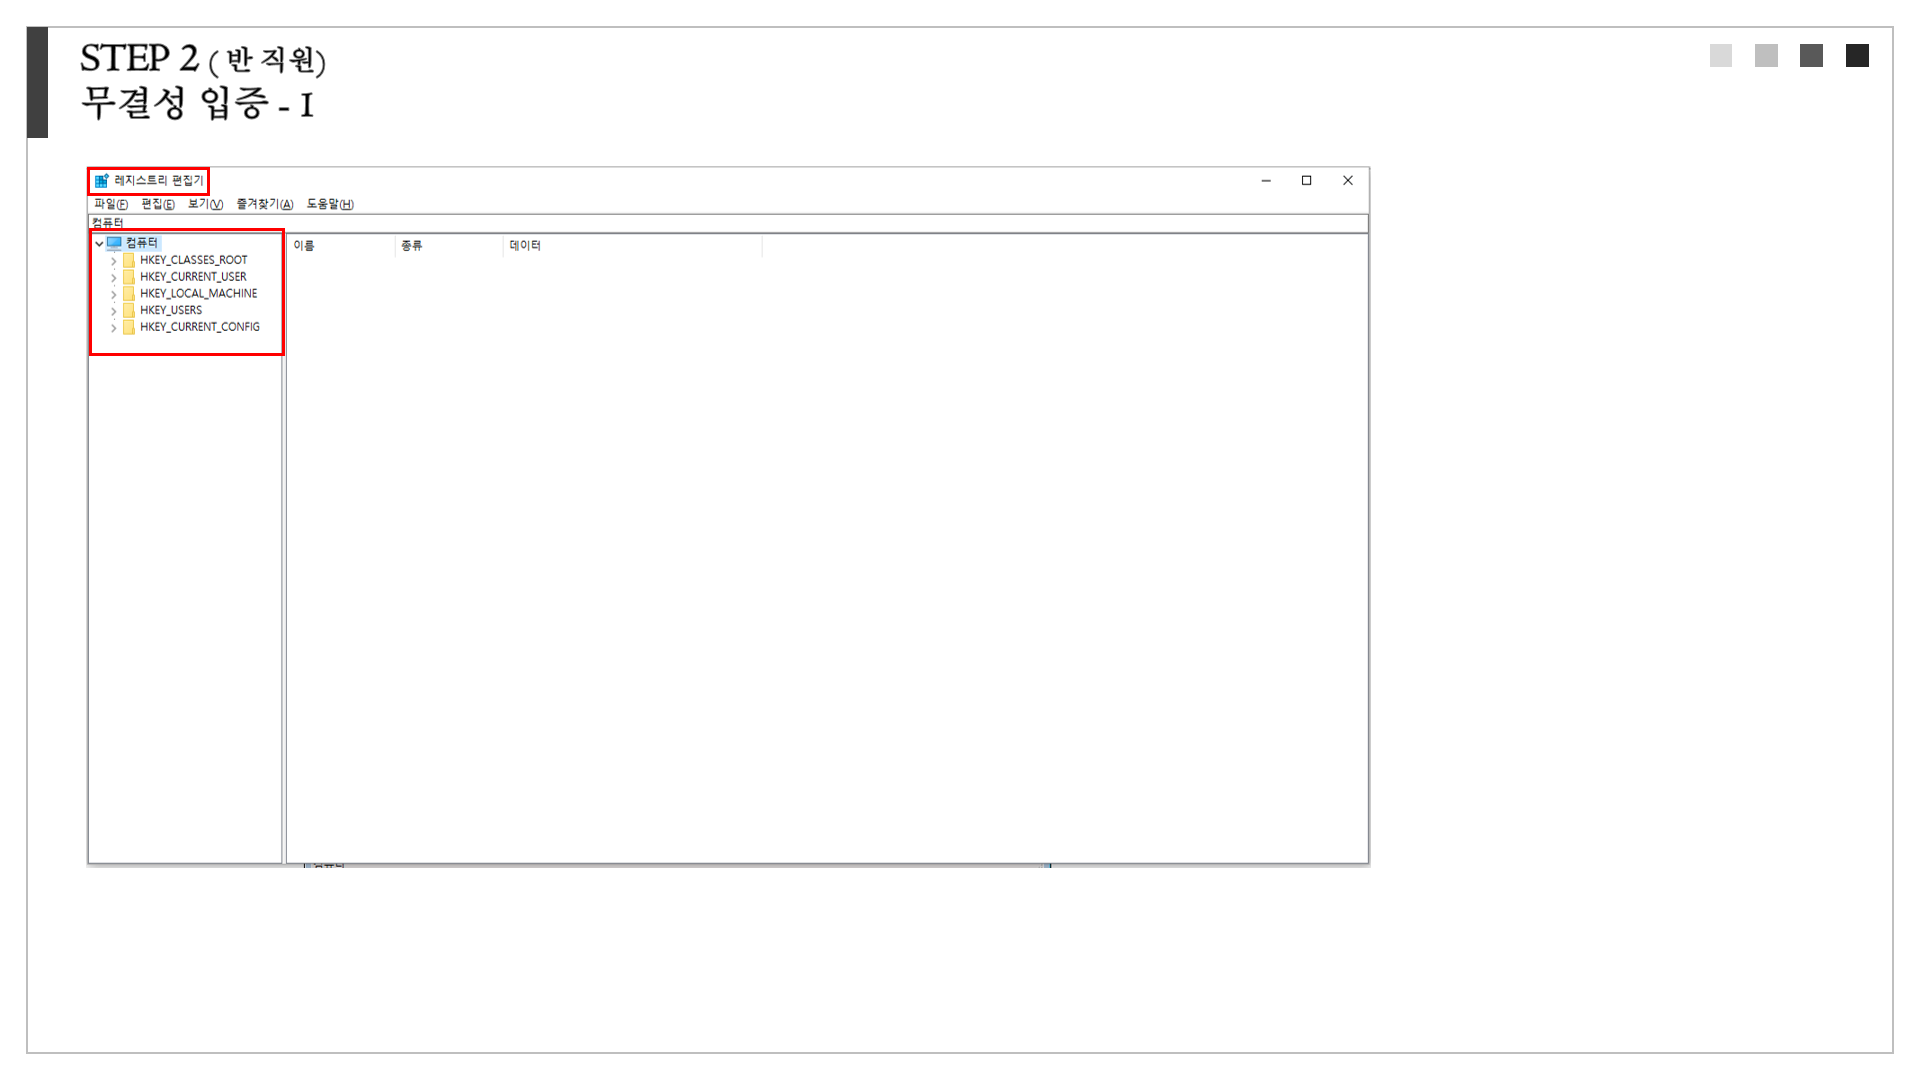 STEP 2 ( 반 직원)
무결성 입증 - I
레지스트리 편집기
파일(F) 편집(E) 보기(V) 즐겨찾기(A) 도움말(H)
컴퓨터
컴퓨터
이름 종류 데이터
HKEY_CLASSES_ROOT
HKEY_CURRENT_USER
HKEY_LOCAL_MACHINE
HKEY_USERS
HKEY_CURRENT_CONFIG